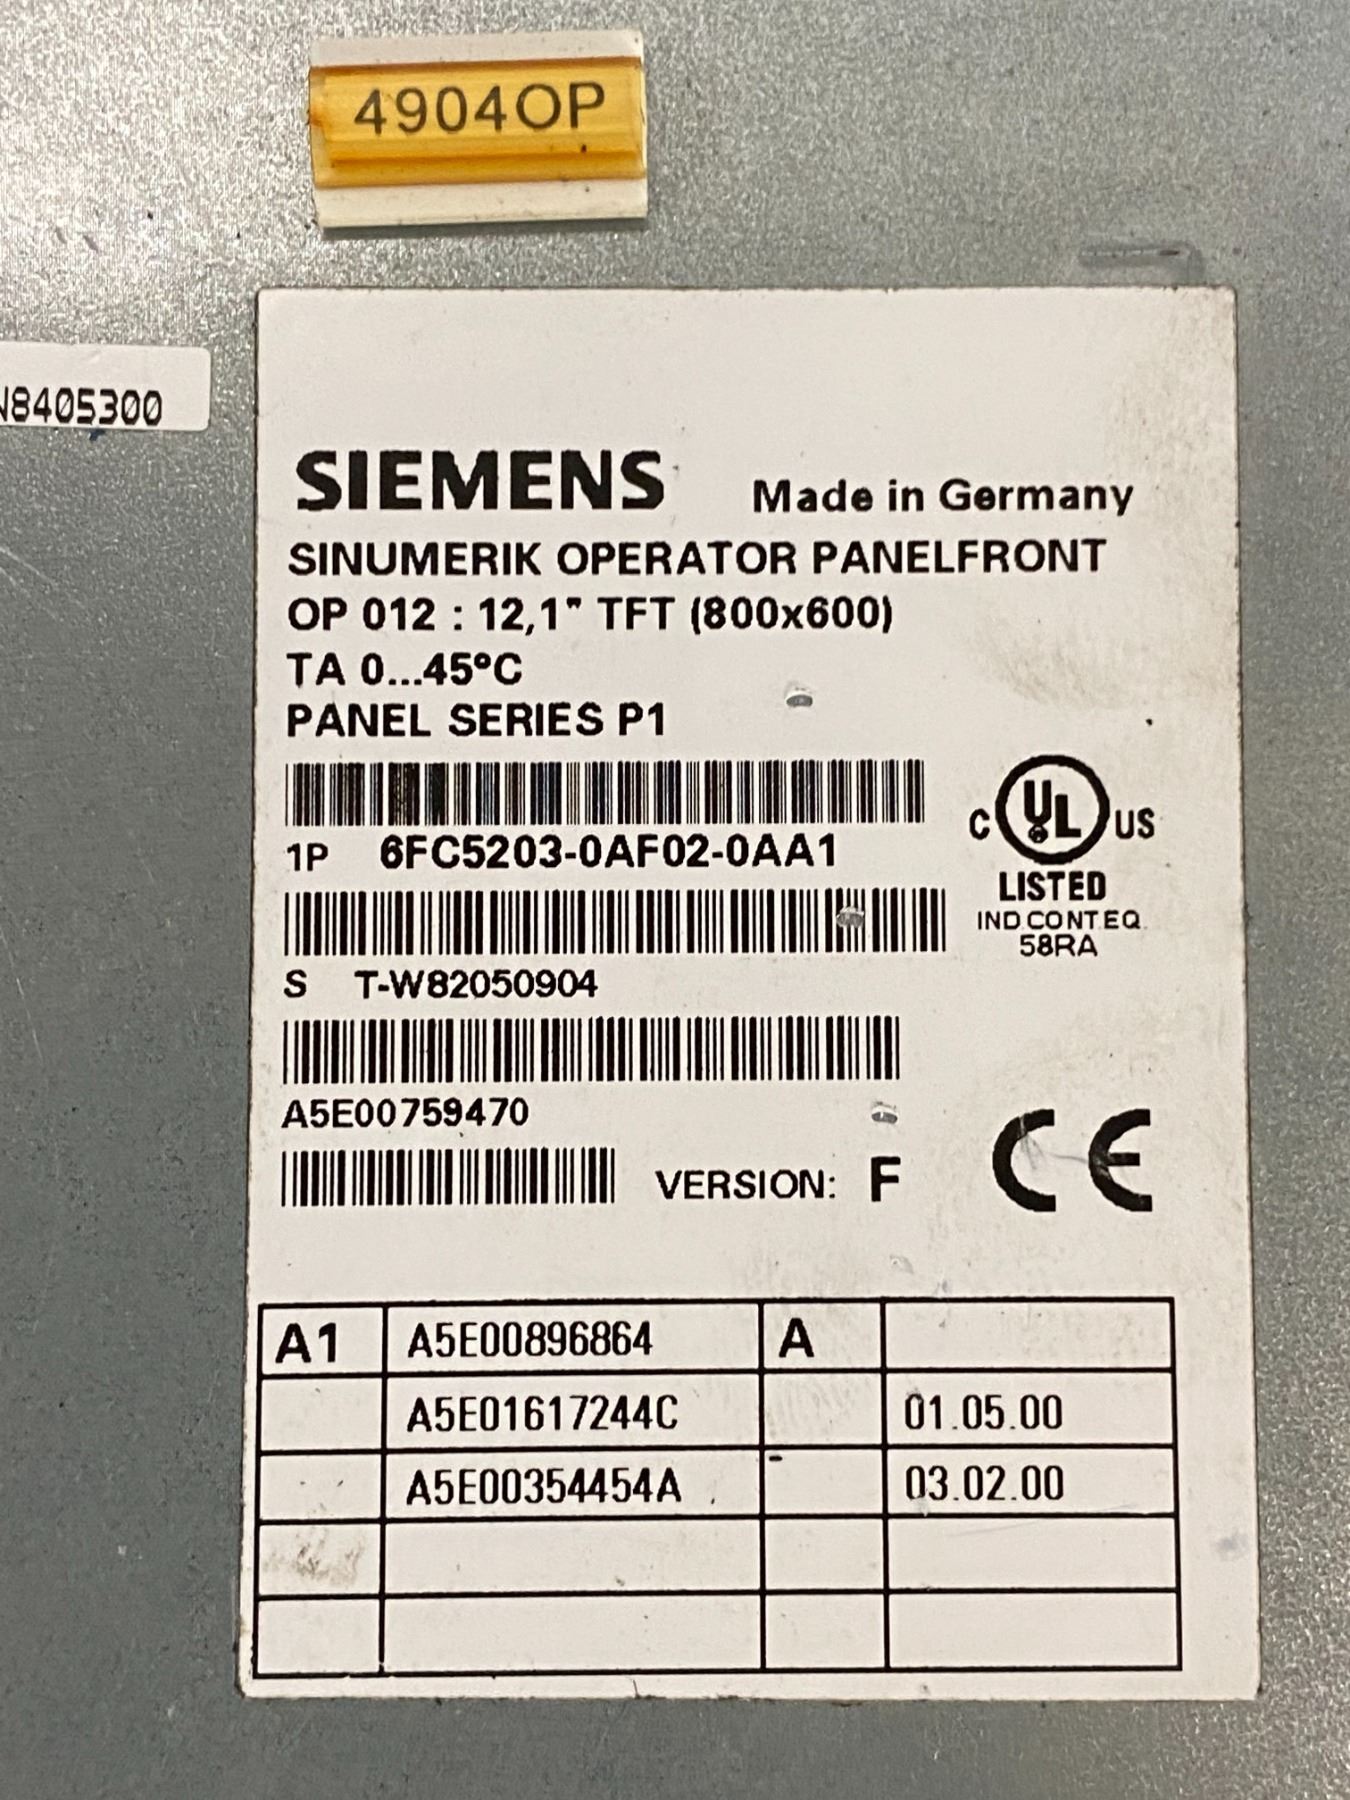 4904OP
8405300
SIEMENS Made in Germany
SINUMERIK OPERATOR PANELFRONT
OP 012 : 12,1" TFT (800x600)
TA 0...45°C
PANEL SERIES P1
1P 6FC5203-0AF02-0AA1
C UL US
LISTED
IND.CONT.EQ.
58RA
S T-W82050904
A5E00759470
VERSION: F
CE
A1 A5E00896864 A
A5E01617244C 01.05.00
A5E00354454A 03.02.00